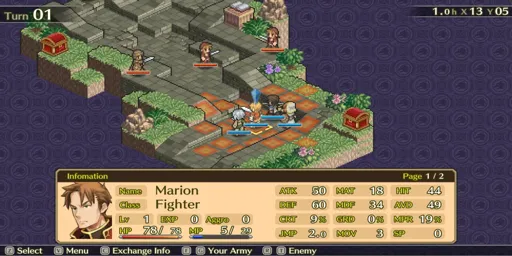 Turn 01
1.0h X 13 Y 05
Infomation
Page 1 / 2
Name Marion
Class Fighter
Lv 1 EXP 0 Aggro 0
HP 78/ 78 MP 5/ 29
ATK 50 MAT 18 HIT 44
DEF 60 MDF 34 AVD 49
CRT 9% GRD 0% MPR 19%
JMP 2.0 MOV 3 SP 0
Select Menu Exchange Info Your Army Enemy